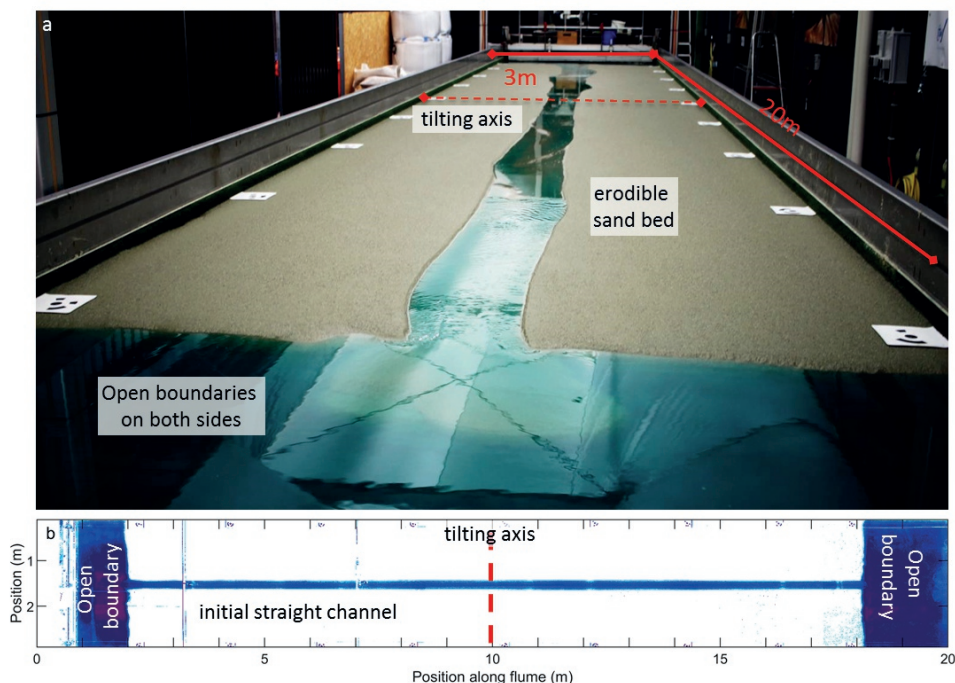 a
3m
20m
tilting axis
erodible
sand bed
Open boundaries
on both sides
b
tilting axis
Open
boundary
Open
boundary
initial straight channel
Position (m)
1
2
0
5
10
15
20
Position along flume (m)